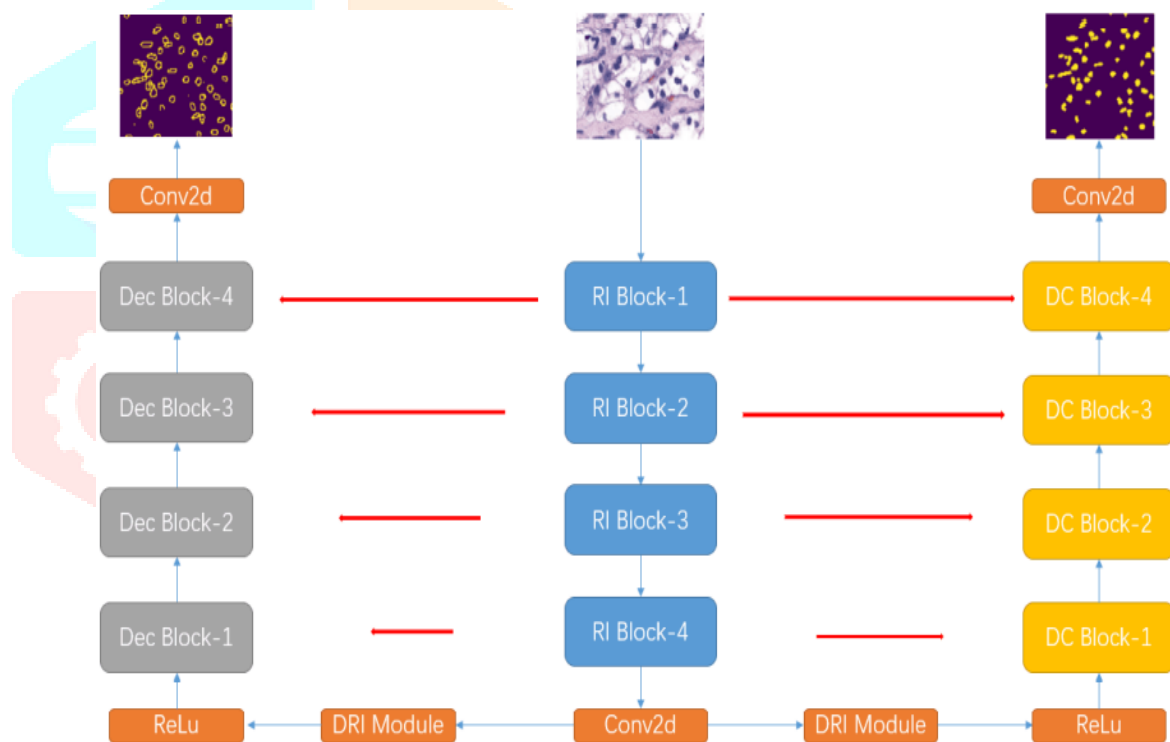 Conv2d
Conv2d
Dec Block-4
RI Block-1
DC Block-4
Dec Block-3
RI Block-2
DC Block-3
Dec Block-2
RI Block-3
DC Block-2
Dec Block-1
RI Block-4
DC Block-1
ReLu
DRI Module
Conv2d
DRI Module
ReLu